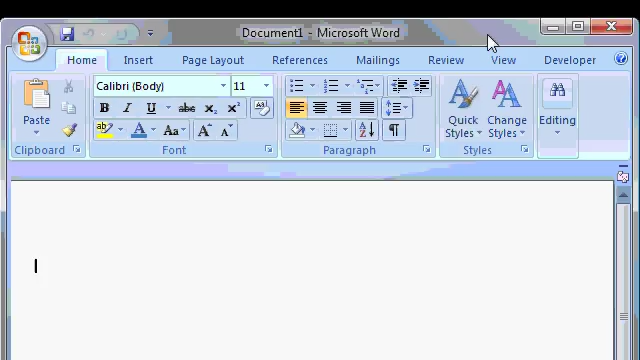 Document1 - Microsoft Word
Home Insert Page Layout References Mailings Review View Developer
Calibri (Body) 11
B I U abc x₂ x² Aa A A
Paste Quick Styles Change Styles Editing
Clipboard Font Paragraph Styles